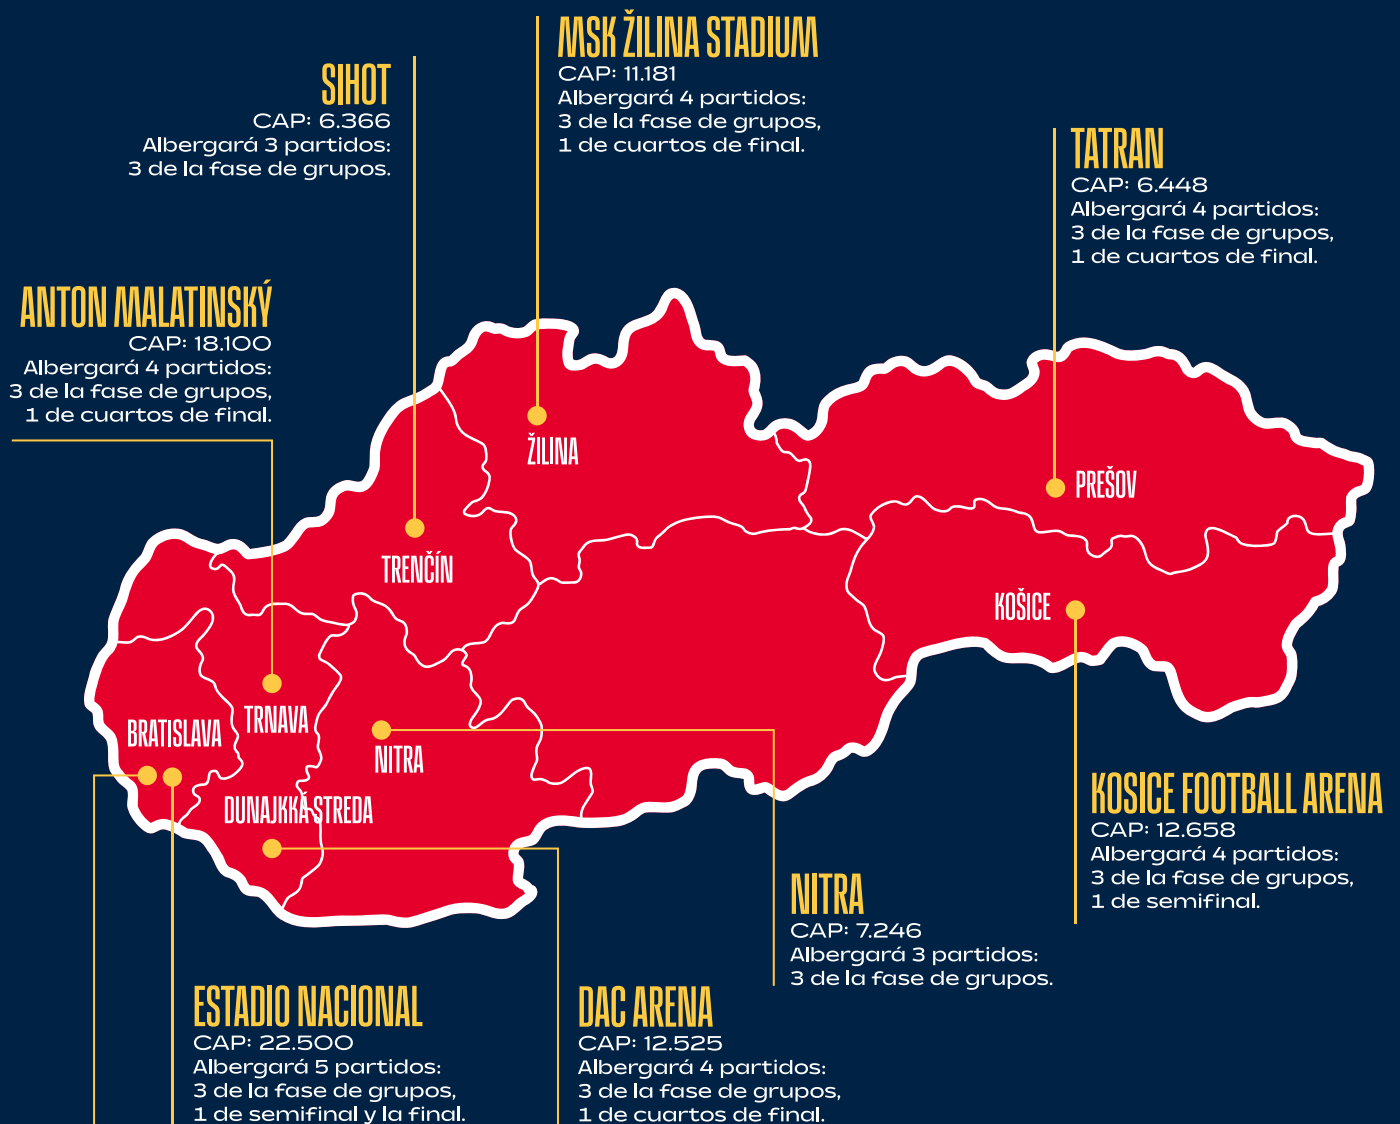 MSK ŽILINA STADIUM
CAP: 11.181
Albergará 4 partidos:
3 de la fase de grupos,
1 de cuartos de final.
SIHOT
CAP: 6.366
Albergará 3 partidos:
3 de la fase de grupos.
TATRAN
CAP: 6.448
Albergará 4 partidos:
3 de la fase de grupos,
1 de cuartos de final.
ANTON MALATINSKÝ
CAP: 18.100
Albergará 4 partidos:
3 de la fase de grupos,
1 de cuartos de final.
ŽILINA
PREŠOV
TRENČÍN
KOŠICE
TRNAVA
BRATISLAVA
NITRA
DUNAJKKÁ STREDA
KOSICE FOOTBALL ARENA
CAP: 12.658
Albergará 4 partidos:
3 de la fase de grupos,
1 de semifinal.
NITRA
CAP: 7.246
Albergará 3 partidos:
3 de la fase de grupos.
ESTADIO NACIONAL
CAP: 22.500
Albergará 5 partidos:
3 de la fase de grupos,
1 de semifinal y la final.
DAC ARENA
CAP: 12.525
Albergará 4 partidos:
3 de la fase de grupos,
1 de cuartos de final.